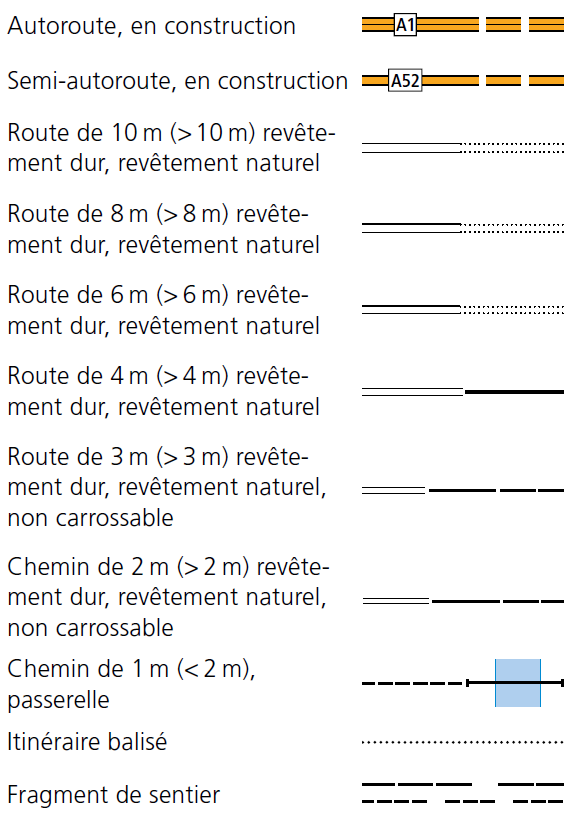 Autoroute, en construction
A1
Semi-autoroute, en construction
A52
Route de 10 m (> 10 m) revête-
ment dur, revêtement naturel
Route de 8 m (> 8 m) revête-
ment dur, revêtement naturel
Route de 6 m (> 6 m) revête-
ment dur, revêtement naturel
Route de 4 m (> 4 m) revête-
ment dur, revêtement naturel
Route de 3 m (> 3 m) revête-
ment dur, revêtement naturel,
non carrossable
Chemin de 2 m (> 2 m) revête-
ment dur, revêtement naturel,
non carrossable
Chemin de 1 m (< 2 m),
passerelle
Itinéraire balisé
Fragment de sentier